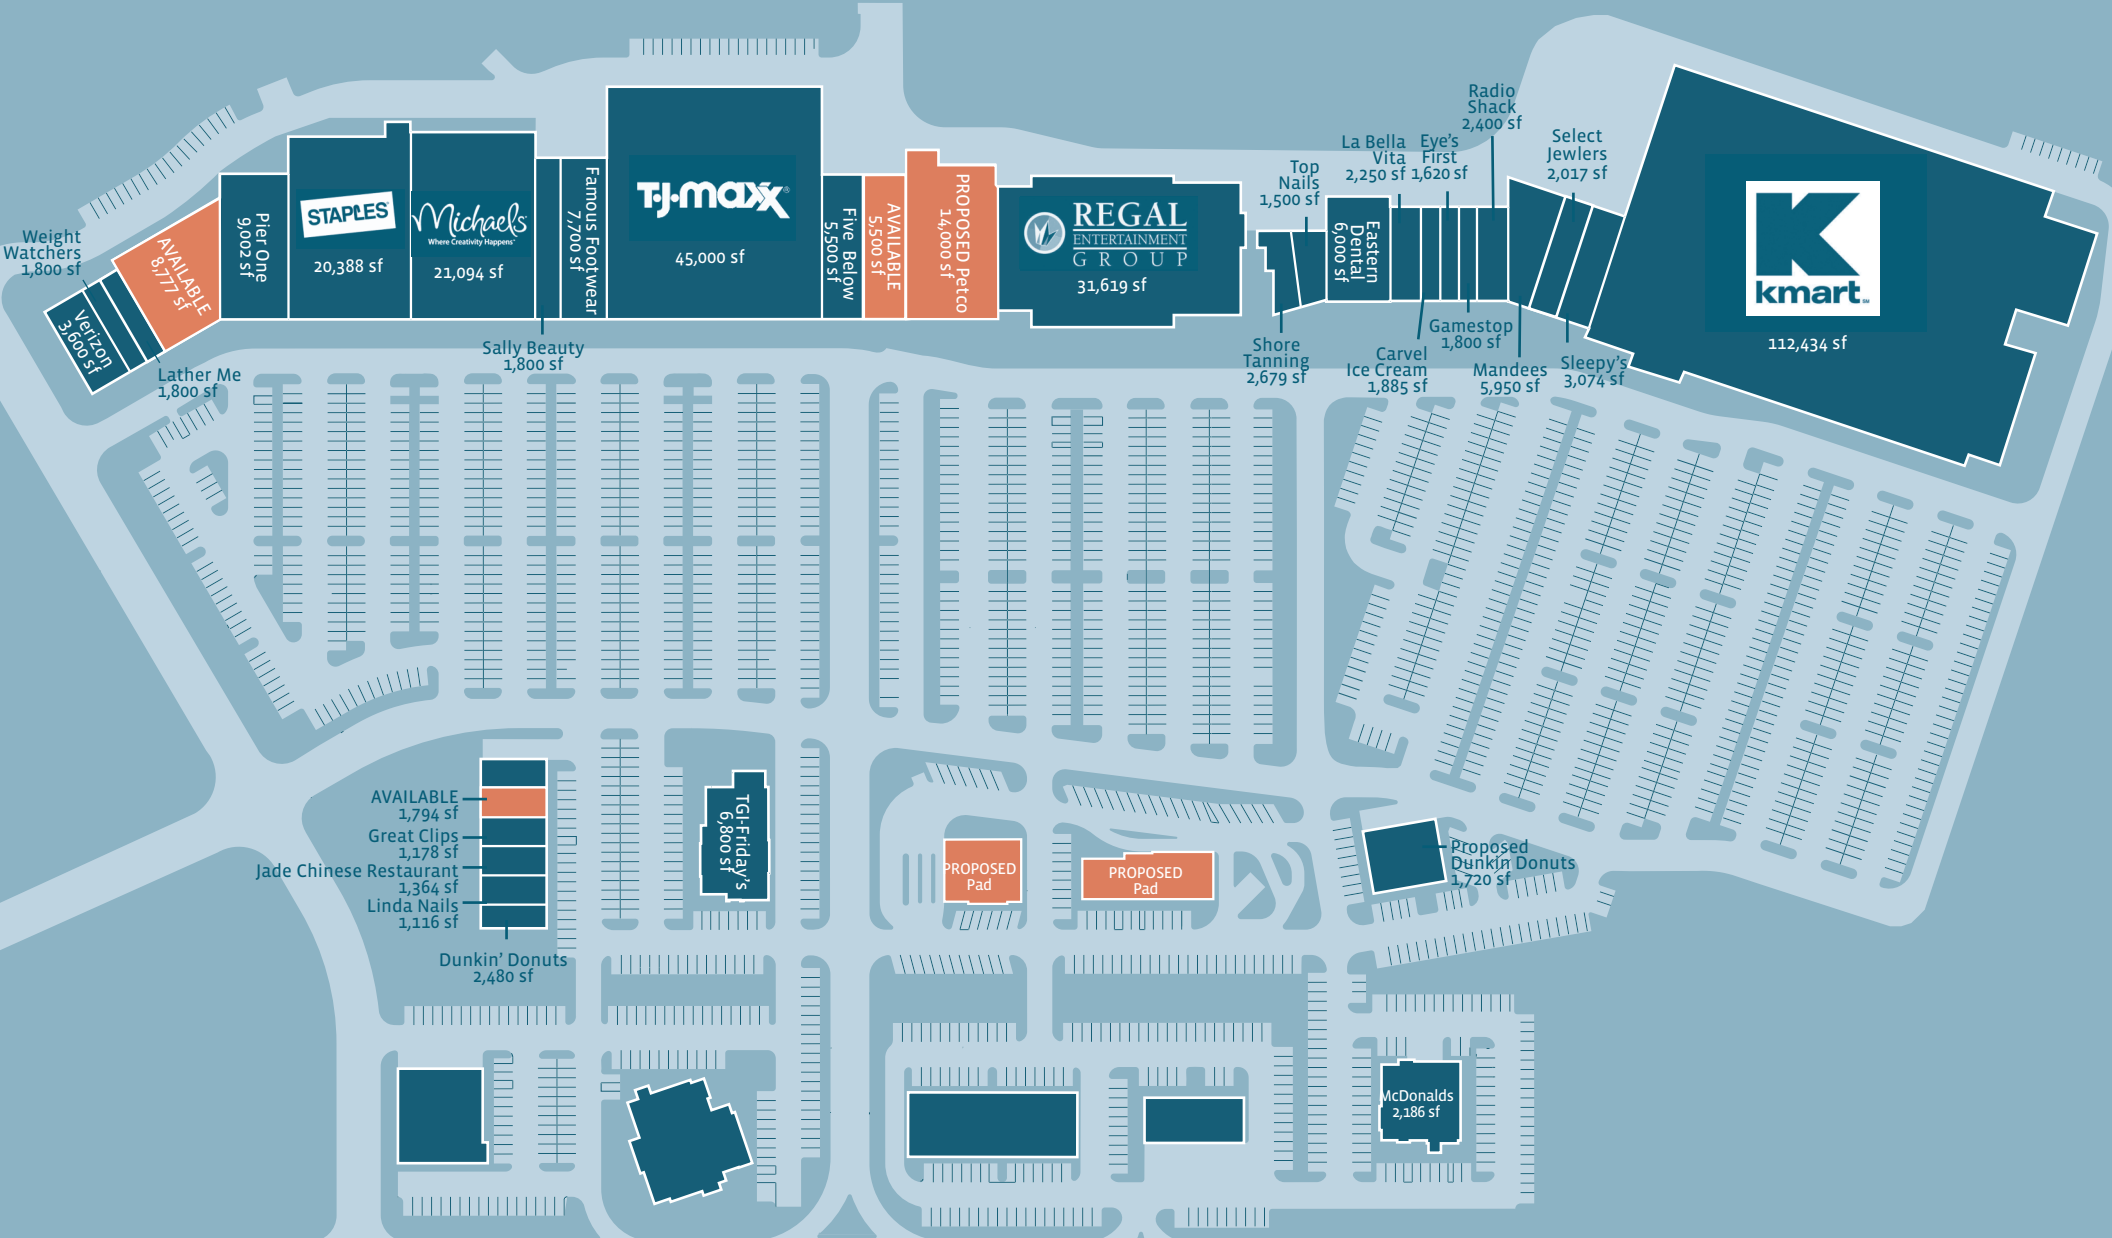 Weight
Watchers
1,800 sf
Verizon
3,600 sf
Lather Me
1,800 sf
AVAILABLE
8,777 sf
Pier One
9,002 sf
STAPLES
20,388 sf
Michaels
Where Creativity Happens™
21,094 sf
Sally Beauty
1,800 sf
Famous Footwear
7,700 sf
T·J·maxx®
45,000 sf
Five Below
5,500 sf
AVAILABLE
5,500 sf
PROPOSED Petco
14,000 sf
REGAL
ENTERTAINMENT
GROUP
31,619 sf
Shore
Tanning
2,679 sf
Top
Nails
1,500 sf
Eastern
Dental
6,000 sf
La Bella
Vita
2,250 sf
Carvel
Ice Cream
1,885 sf
Eye's
First
1,620 sf
Gamestop
1,800 sf
Radio
Shack
2,400 sf
Mandees
5,950 sf
Select
Jewlers
2,017 sf
Sleepy's
3,074 sf
K
kmart
SM
112,434 sf
AVAILABLE
1,794 sf
Great Clips
1,178 sf
Jade Chinese Restaurant
1,364 sf
Linda Nails
1,116 sf
Dunkin' Donuts
2,480 sf
TGI-Friday's
6,800 sf
PROPOSED
Pad
PROPOSED
Pad
Proposed
Dunkin Donuts
1,720 sf
McDonalds
2,186 sf